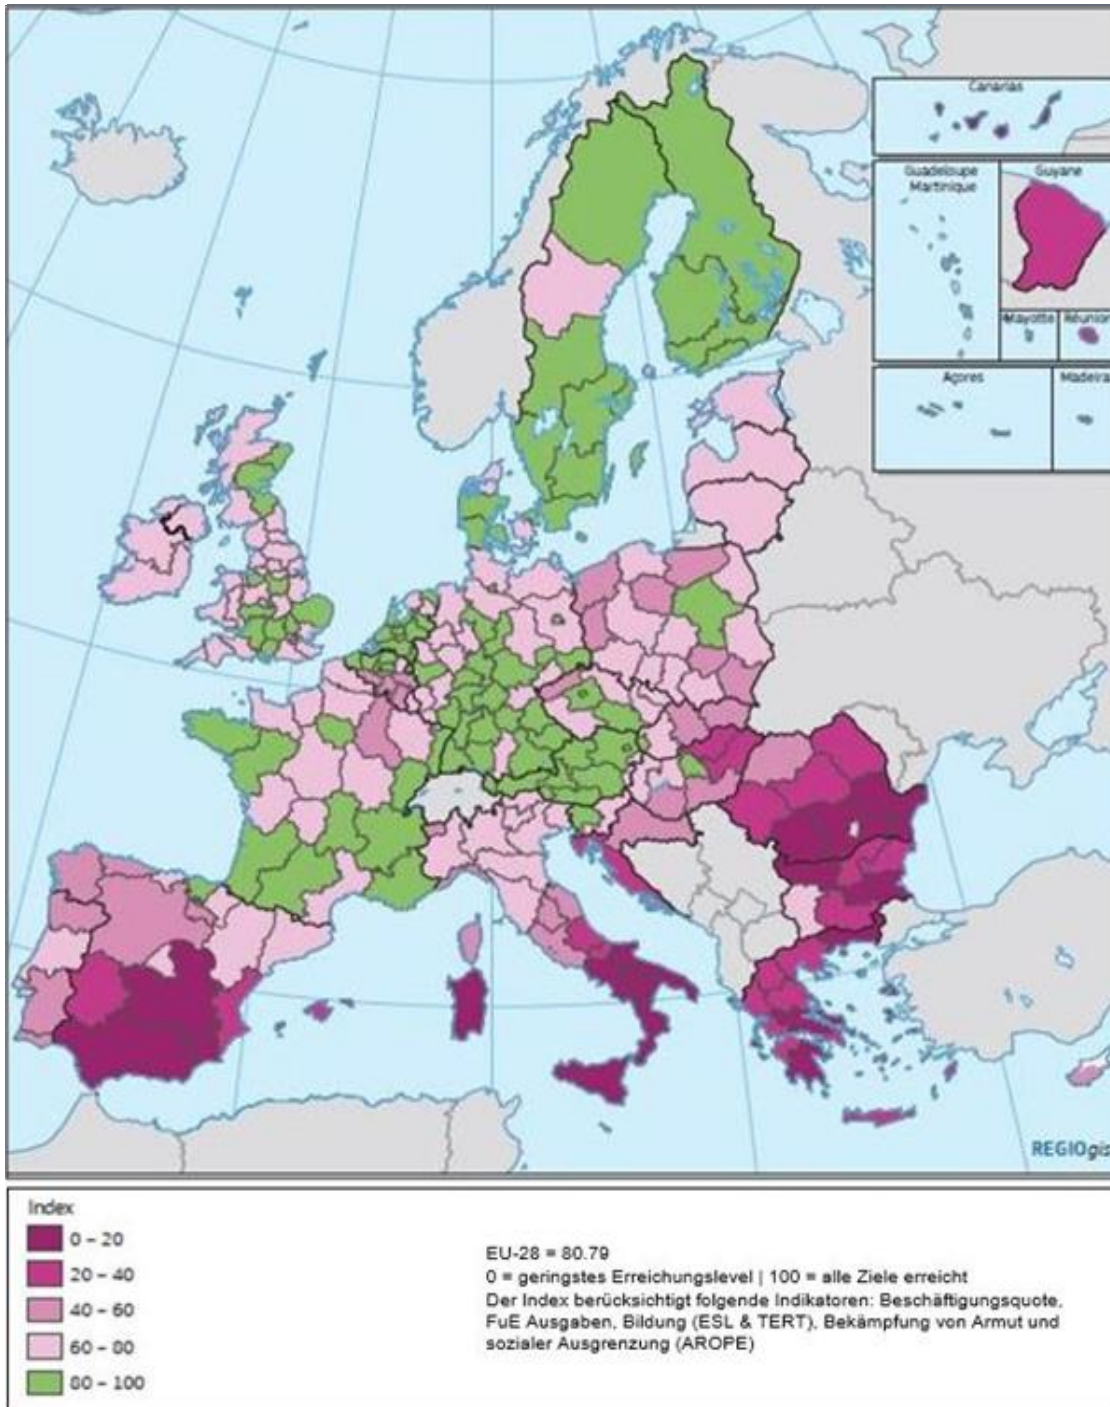 Canarias
Guadeloupe
Martinique
Guyane
Mayotte
Réunion
Açores
Madeira
REGIOgis
Index
0 – 20
20 – 40
40 – 60
60 – 80
80 – 100
EU-28 = 80.79
0 = geringstes Erreichungslevel | 100 = alle Ziele erreicht
Der Index berücksichtigt folgende Indikatoren: Beschäftigungsquote,
FuE Ausgaben, Bildung (ESL & TERT), Bekämpfung von Armut und
sozialer Ausgrenzung (AROPE)